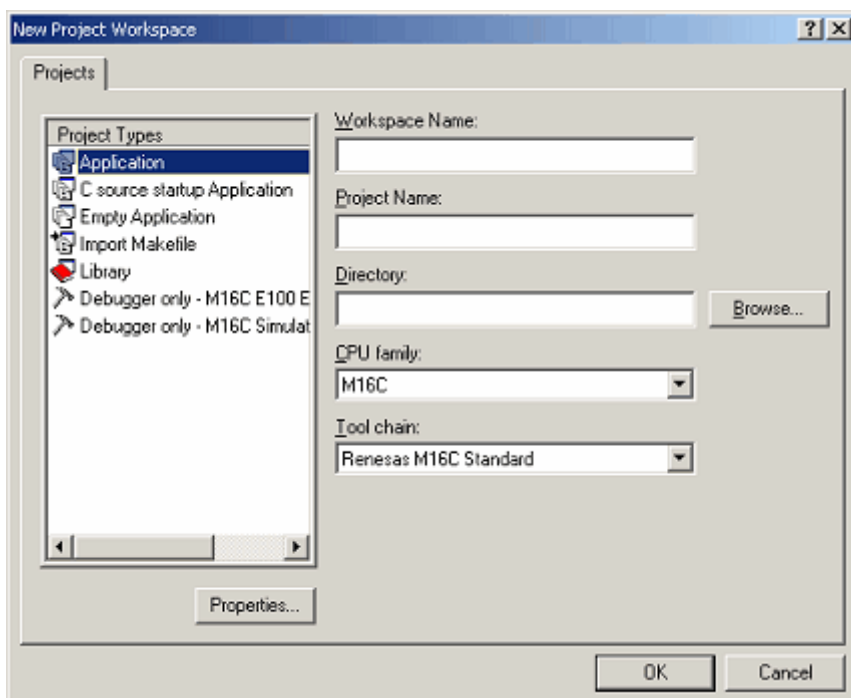 New Project Workspace
Projects
Project Types
Application
C source startup Application
Empty Application
Import Makefile
Library
Debugger only - M16C E100 E
Debugger only - M16C Simulat
Properties...
Workspace Name:
Project Name:
Directory:
Browse...
CPU family:
M16C
Tool chain:
Renesas M16C Standard
OK
Cancel